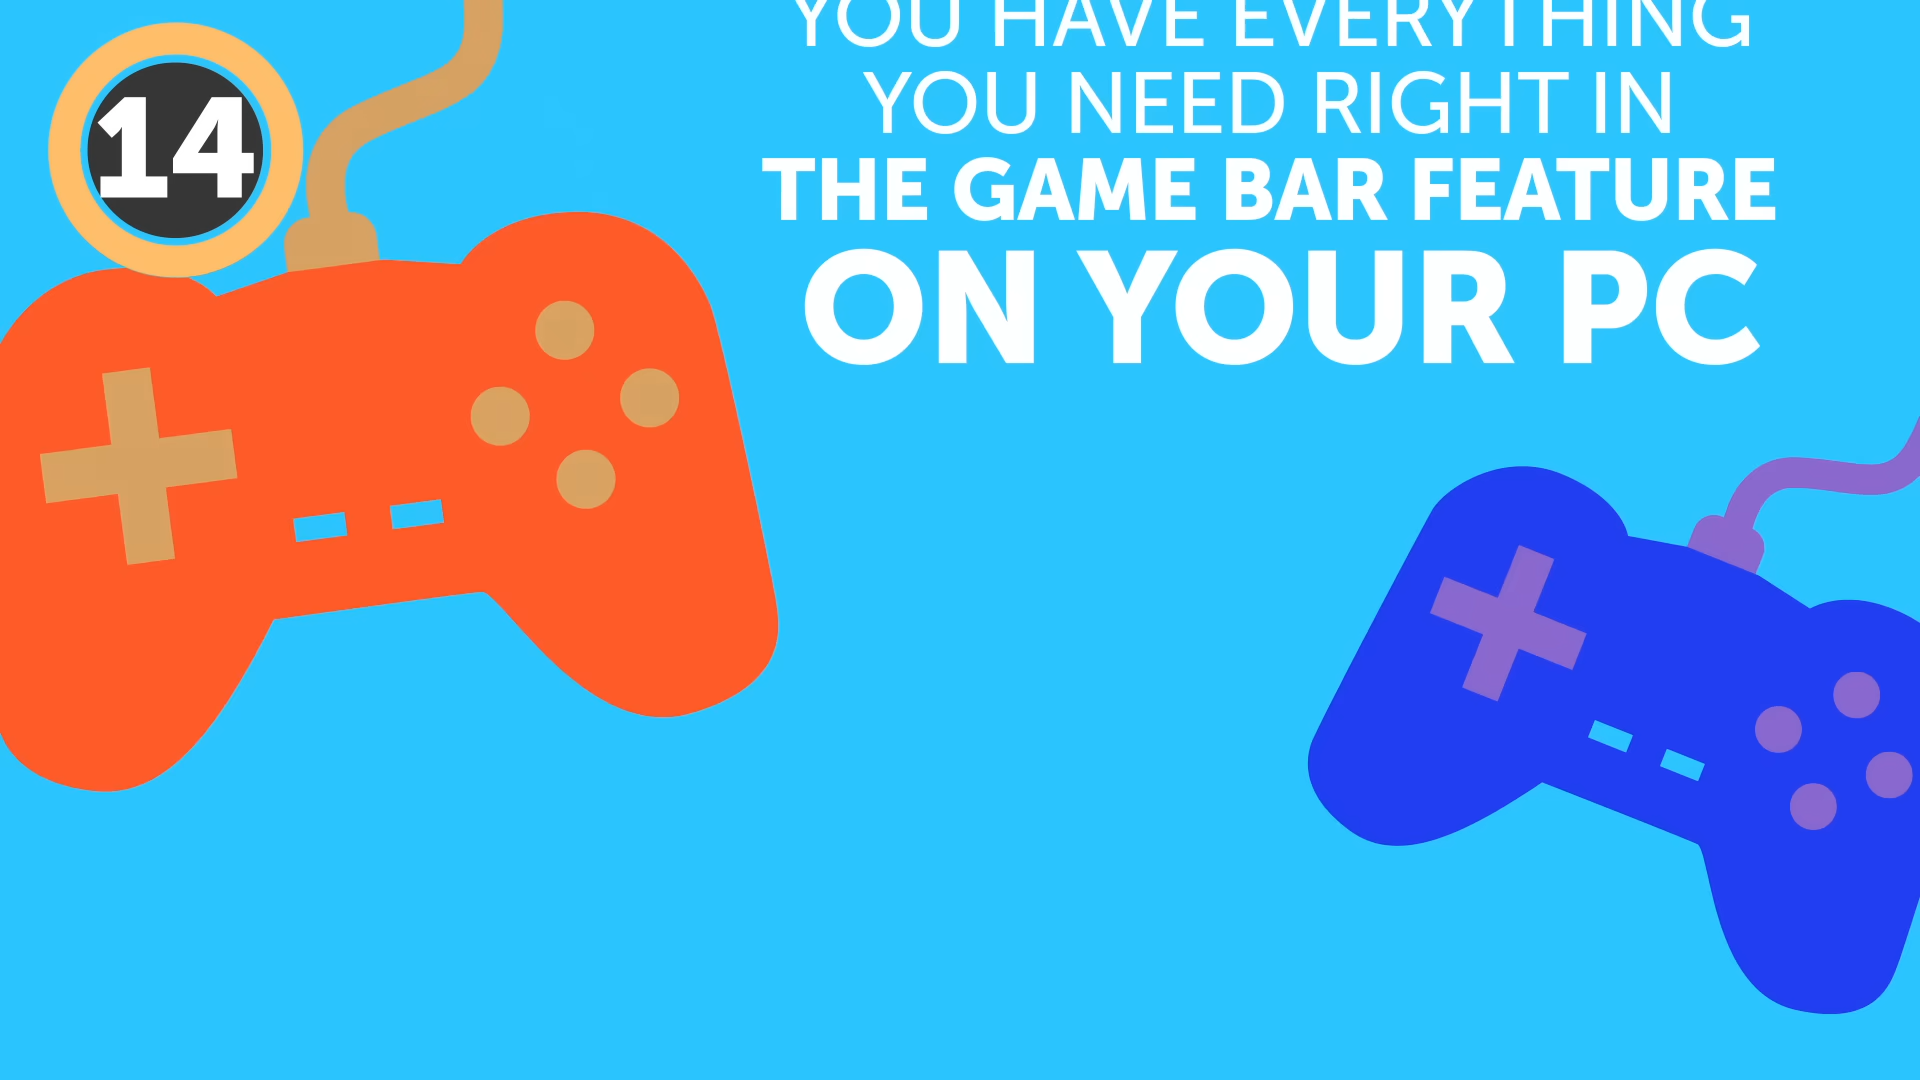 14
YOU HAVE EVERYTHING
YOU NEED RIGHT IN
THE GAME BAR FEATURE
ON YOUR PC